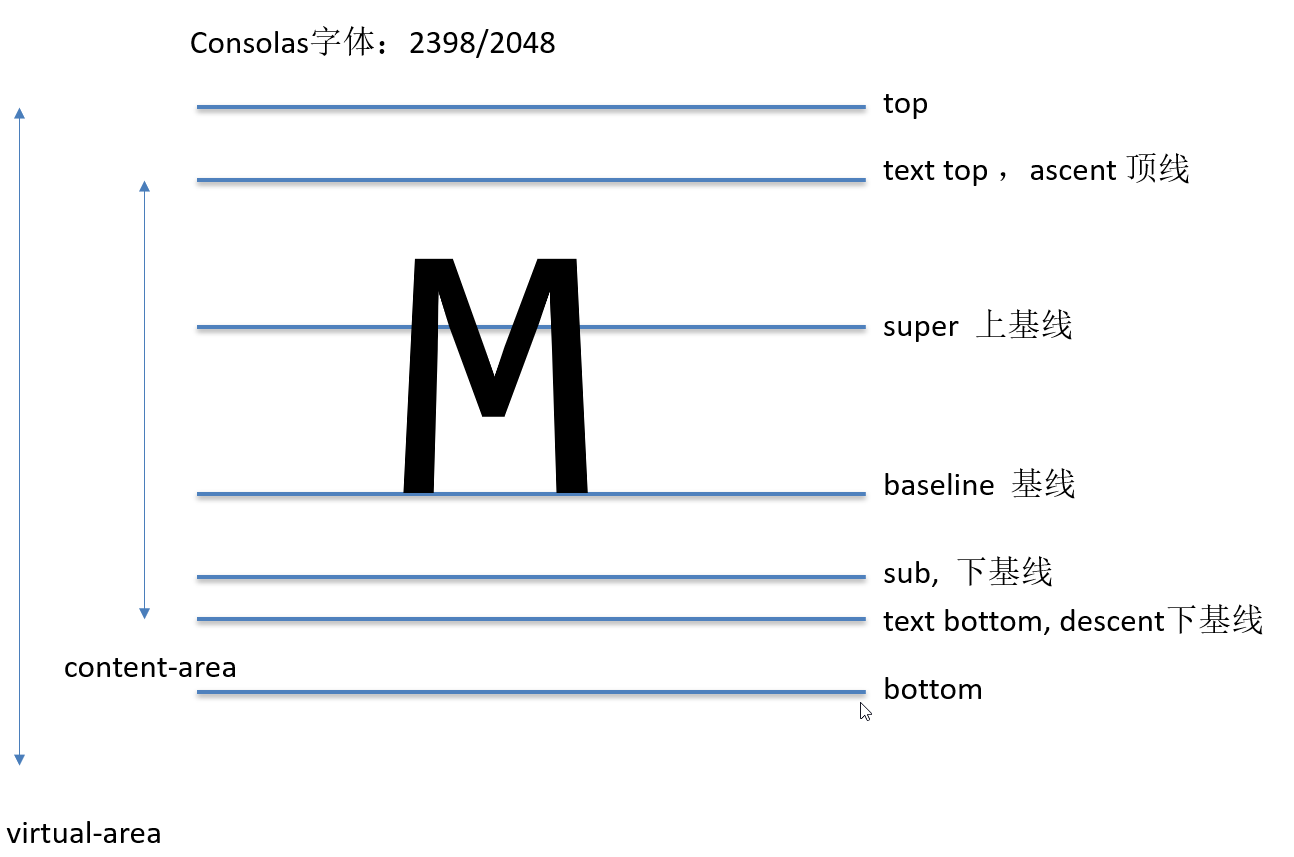 Consolas字体：2398/2048
top
text top ，ascent 顶线
M
super 上基线
baseline 基线
sub, 下基线
text bottom, descent下基线
content-area
bottom
virtual-area